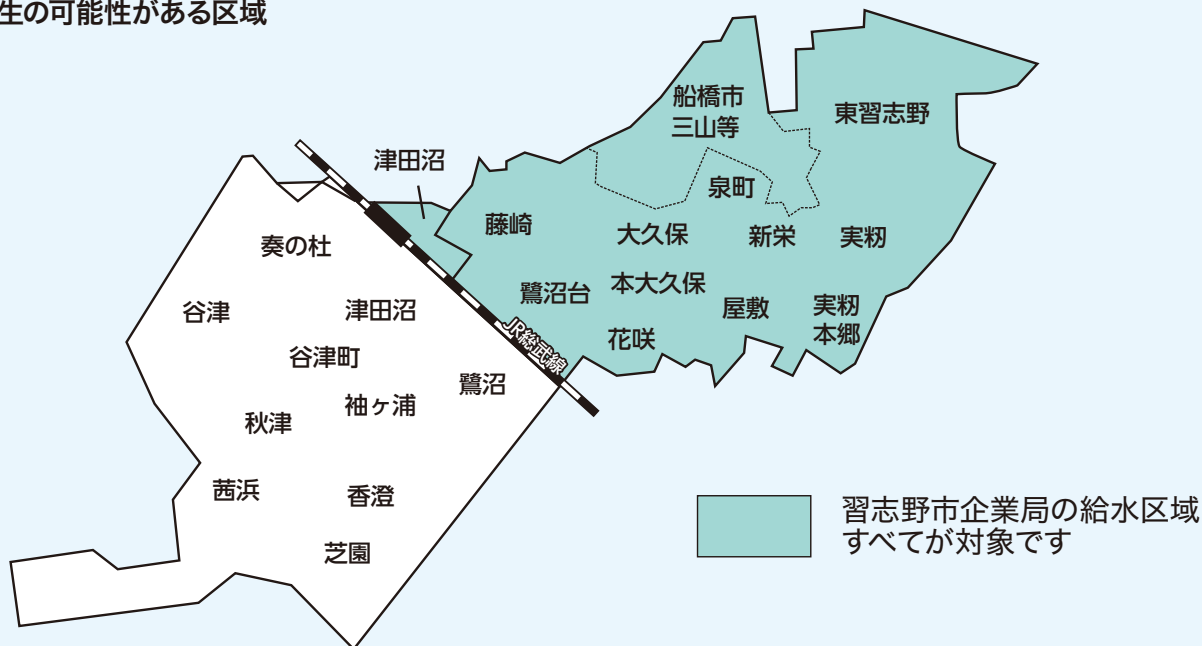 生の可能性がある区域
船橋市
三山等
東習志野
津田沼
泉町
藤崎
大久保
新栄
実籾
奏の杜
鷺沼台
本大久保
屋敷
実籾
本郷
谷津
津田沼
花咲
JR総武線
谷津町
鷺沼
袖ヶ浦
秋津
茜浜
香澄
芝園
習志野市企業局の給水区域
すべてが対象です